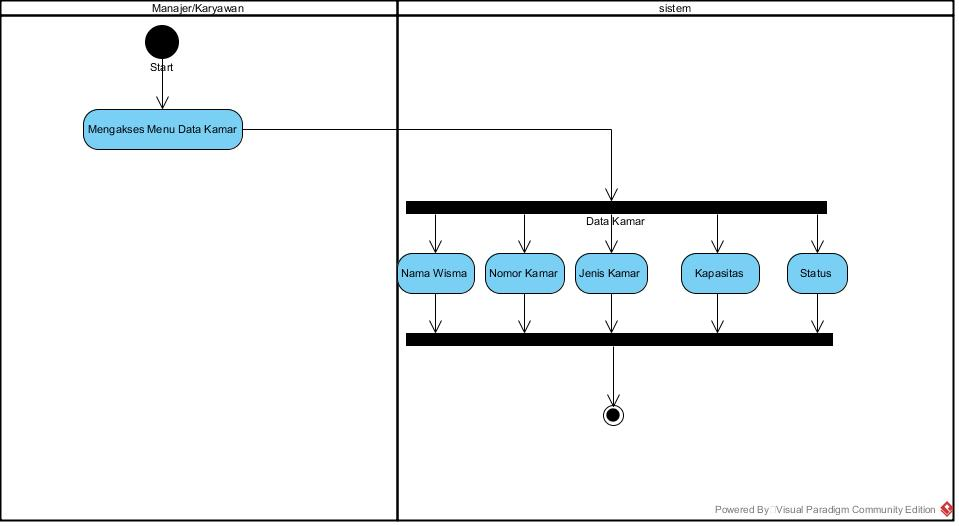 Manajer/Karyawan
sistem
Start
Mengakses Menu Data Kamar
Data Kamar
Nama Wisma
Nomor Kamar
Jenis Kamar
Kapasitas
Status
Powered By Visual Paradigm Community Edition